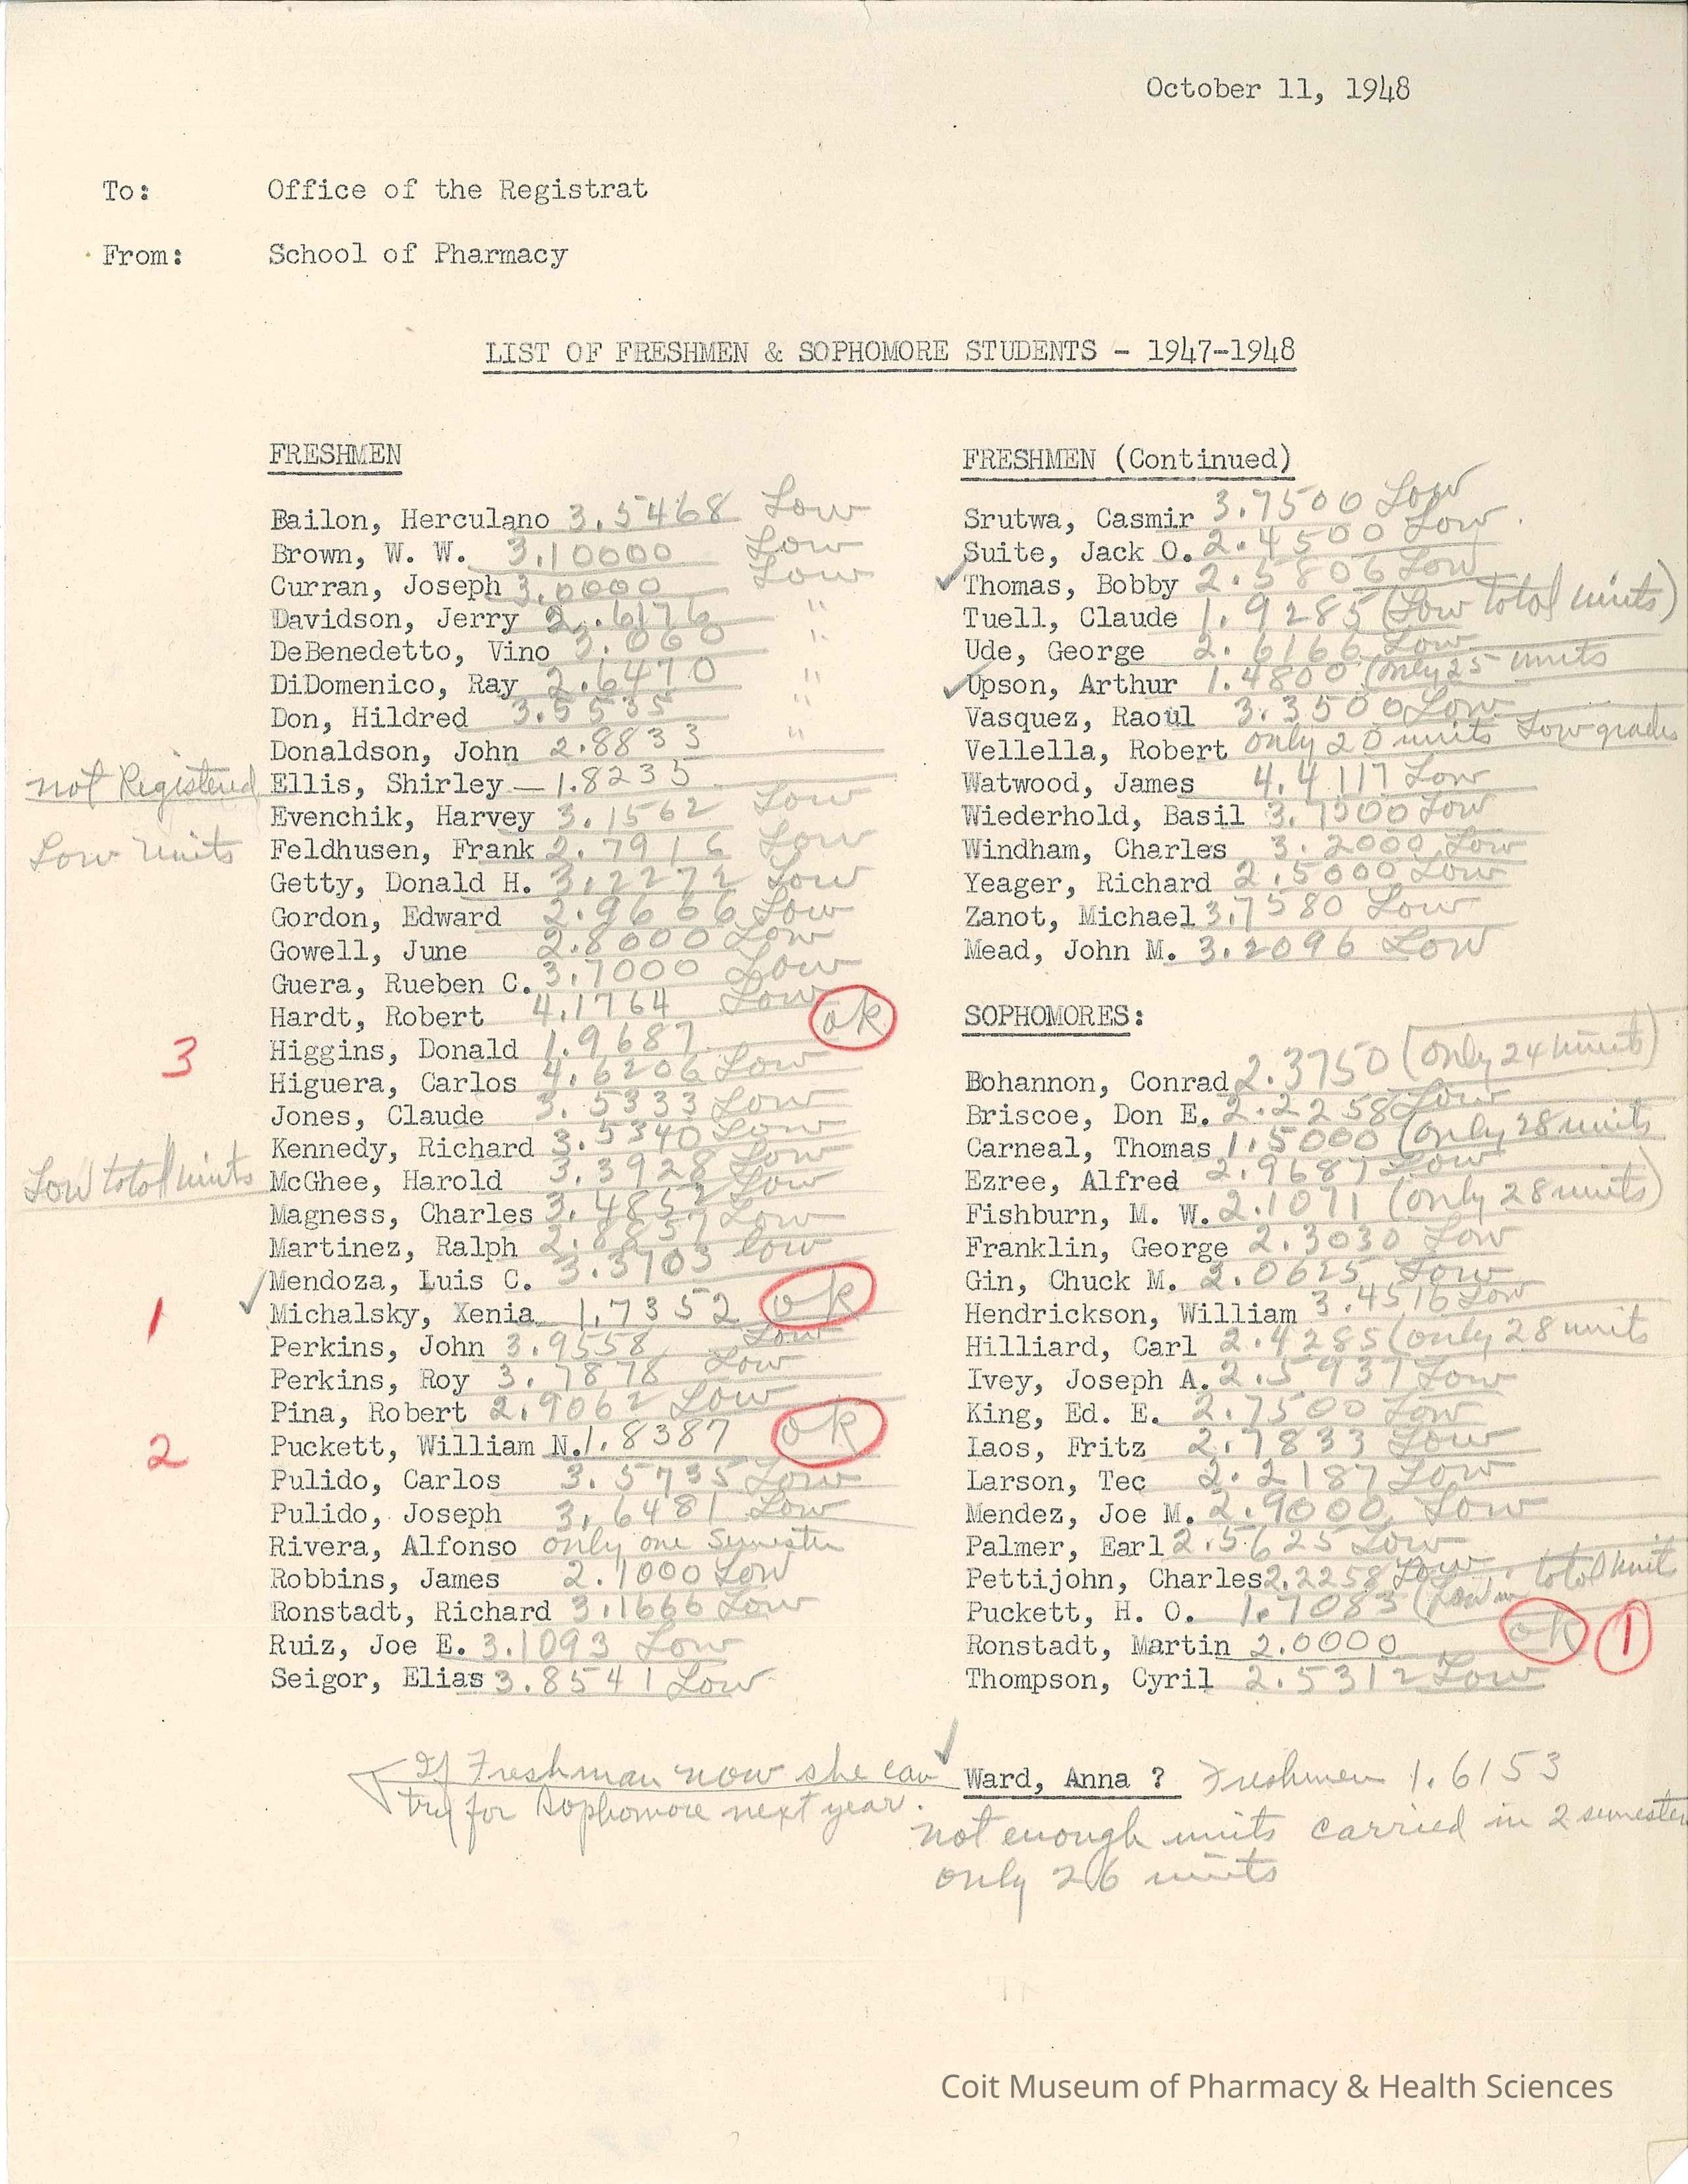 October 11, 1948
To: Office of the Registrat
From: School of Pharmacy
LIST OF FRESHMEN & SOPHOMORE STUDENTS - 1947-1948
FRESHMEN
Bailon, Herculano 3.5468 Low
Brown, W. W. 3.10000 Low
Curran, Joseph 3.0000 Low
Davidson, Jerry 2.6176 "
DeBenedetto, Vino "
DiDomenico, Ray 2.6470 "
Don, Hildred 3.5535 "
Donaldson, John 2.8833 "
not Registered Ellis, Shirley — 1.8235
Evenchik, Harvey 3.1562 Low
Low Units Feldhusen, Frank 2.7916 Low
Getty, Donald H. 3.2272 Low
Gordon, Edward 2.9666 Low
Gowell, June 2.8000 Low
Guera, Rueben C. 3.7000 Low
Hardt, Robert 4.1764 Low
3 Higgins, Donald 1.9687 ok
Higuera, Carlos 4.6206 Low
Jones, Claude 3.5333 Low
Kennedy, Richard 3.5340 Low
Low total units McGhee, Harold 3.3928 Low
Magness, Charles 3.4852 Low
Martinez, Ralph 2.8857 Low
Mendoza, Luis C. 3.3703 Low
1 ✓ Michalsky, Xenia 1.7352 ok
Perkins, John 3.9558 Low
Perkins, Roy 3.7878 Low
Pina, Robert 2.9062 Low
2 Puckett, William N. 1.8387 ok
Pulido, Carlos 3.5735 Low
Pulido, Joseph 3.6481 Low
Rivera, Alfonso only one Semester
Robbins, James 2.7000 Low
Ronstadt, Richard 3.1666 Low
Ruiz, Joe E. 3.1093 Low
Seigor, Elias 3.8541 Low
FRESHMEN (Continued)
Srutwa, Casmir 3.7500 Low
Suite, Jack O. 2.4500 Low
✓ Thomas, Bobby 2.5806 Low
Tuell, Claude 1.9285 (Low total units)
Ude, George 2.6166 Low
✓ Upson, Arthur 1.4800 (only 25 units
Vasquez, Raoul 3.3500 Low
Vellella, Robert only 20 units Low grades
Watwood, James 4.4117 Low
Wiederhold, Basil 3.7500 Low
Windham, Charles 3.2000 Low
Yeager, Richard 2.5000 Low
Zanot, Michael 3.7580 Low
Mead, John M. 3.2096 Low
SOPHOMORES:
Bohannon, Conrad 2.3750 (only 24 units)
Briscoe, Don E. 2.2258 Low
Carneal, Thomas 1.5000 (only 28 units
Ezree, Alfred 2.9687 Low
Fishburn, M. W. 2.1071 (only 28 units)
Franklin, George 2.3030 Low
Gin, Chuck M. 2.0625 Low
Hendrickson, William 3.4516 Low
Hilliard, Carl 2.4285 (only 28 units
Ivey, Joseph A. 2.5937 Low
King, Ed. E. 2.7500 Low
Laos, Fritz 2.7833 Low
Larson, Tec 2.2187 Low
Mendez, Joe M. 2.9000 Low
Palmer, Earl 2.5625 Low
Pettijohn, Charles 2.2258 Low
Puckett, H. O. 1.7083 (Low in total units
Ronstadt, Martin 2.0000 ok 1
Thompson, Cyril 2.5312 Low
✓ Ward, Anna ? Freshmen 1.6153
not enough units carried in 2 semester
only 26 units
If Freshman now she can
try for Sophomore next year.
Coit Museum of Pharmacy & Health Sciences